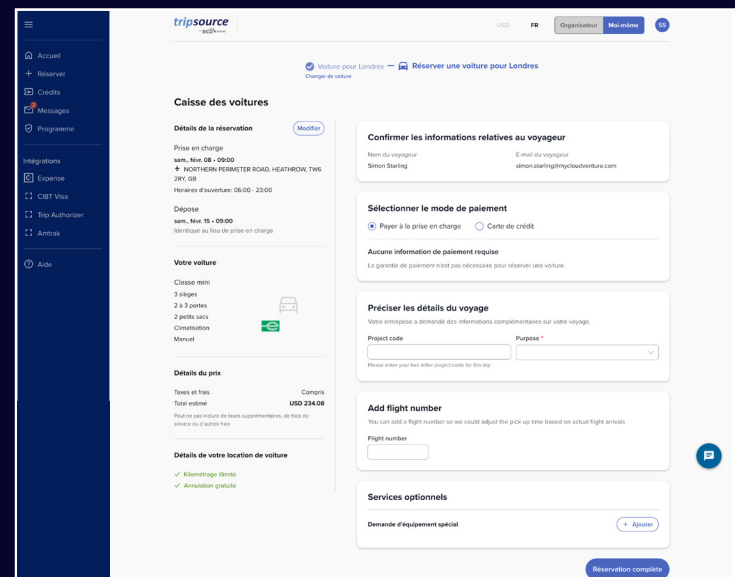 tripsource
BCD travel
USD
FR
Organisateur
Moi-même
SS
Accueil
Réserver
Crédits
2
Messages
Programme
Intégrations
Expense
CIBT Visa
Trip Authorizer
Amtrak
Aide
Voiture pour Londres — Réserver une voiture pour Londres
Changer de voiture
Caisse des voitures
Détails de la réservation
Modifier
Prise en charge
sam., févr. 08 • 09:00
NORTHERN PERIMETER ROAD, HEATHROW, TW6
2RY, GB
Horaires d'ouverture: 06:00 - 23:00
Dépose
sam., févr. 15 • 09:00
Identique au lieu de prise en charge
Votre voiture
Classe mini
3 sièges
2 à 3 portes
2 petits sacs
Climatisation
Manuel
Détails du prix
Taxes et frais Compris
Total estimé USD 234.08
Peut ne pas inclure de taxes supplémentaires, de frais de
service ou d'autres frais
Détails de votre location de voiture
Kilométrage illimité
Annulation gratuite
Confirmer les informations relatives au voyageur
Nom du voyageur
Simon Starling
E-mail du voyageur
simon.starling@mycloudventure.com
Sélectionner le mode de paiement
Payer à la prise en charge
Carte de crédit
Aucune information de paiement requise
La garantie de paiement n'est pas nécessaire pour réserver une voiture.
Préciser les détails du voyage
Votre entreprise a demandé des informations complémentaires sur votre voyage.
Project code
Purpose *
Please enter your two letter project code for this trip
Add flight number
You can add a flight number so we could adjust the pick up time based on actual flight arrivals.
Flight number
Services optionnels
Demande d'équipement spécial
+ Ajouter
Réservation complète